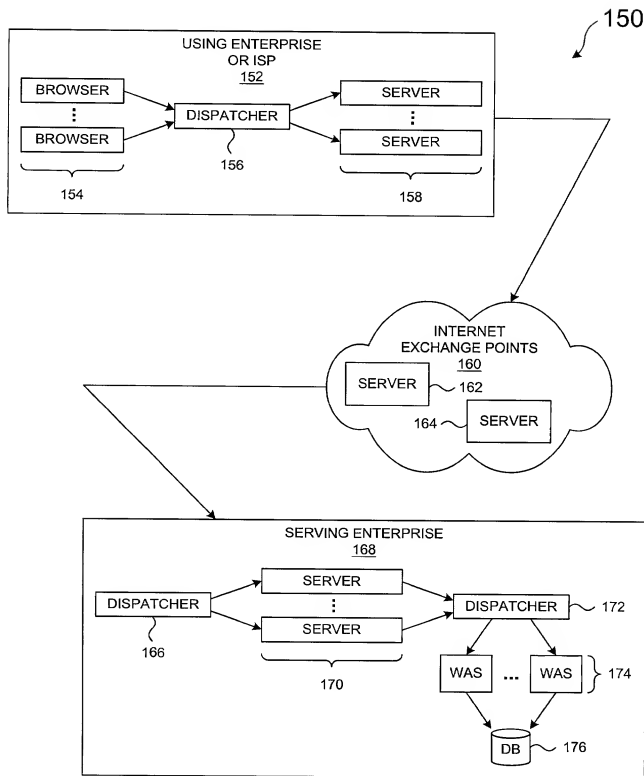 150
USING ENTERPRISE
OR ISP
152
BROWSER
BROWSER
154
DISPATCHER
156
SERVER
SERVER
158
INTERNET
EXCHANGE POINTS
160
SERVER
162
164
SERVER
SERVING ENTERPRISE
168
DISPATCHER
166
SERVER
SERVER
170
DISPATCHER
172
WAS
...
WAS
174
DB
176